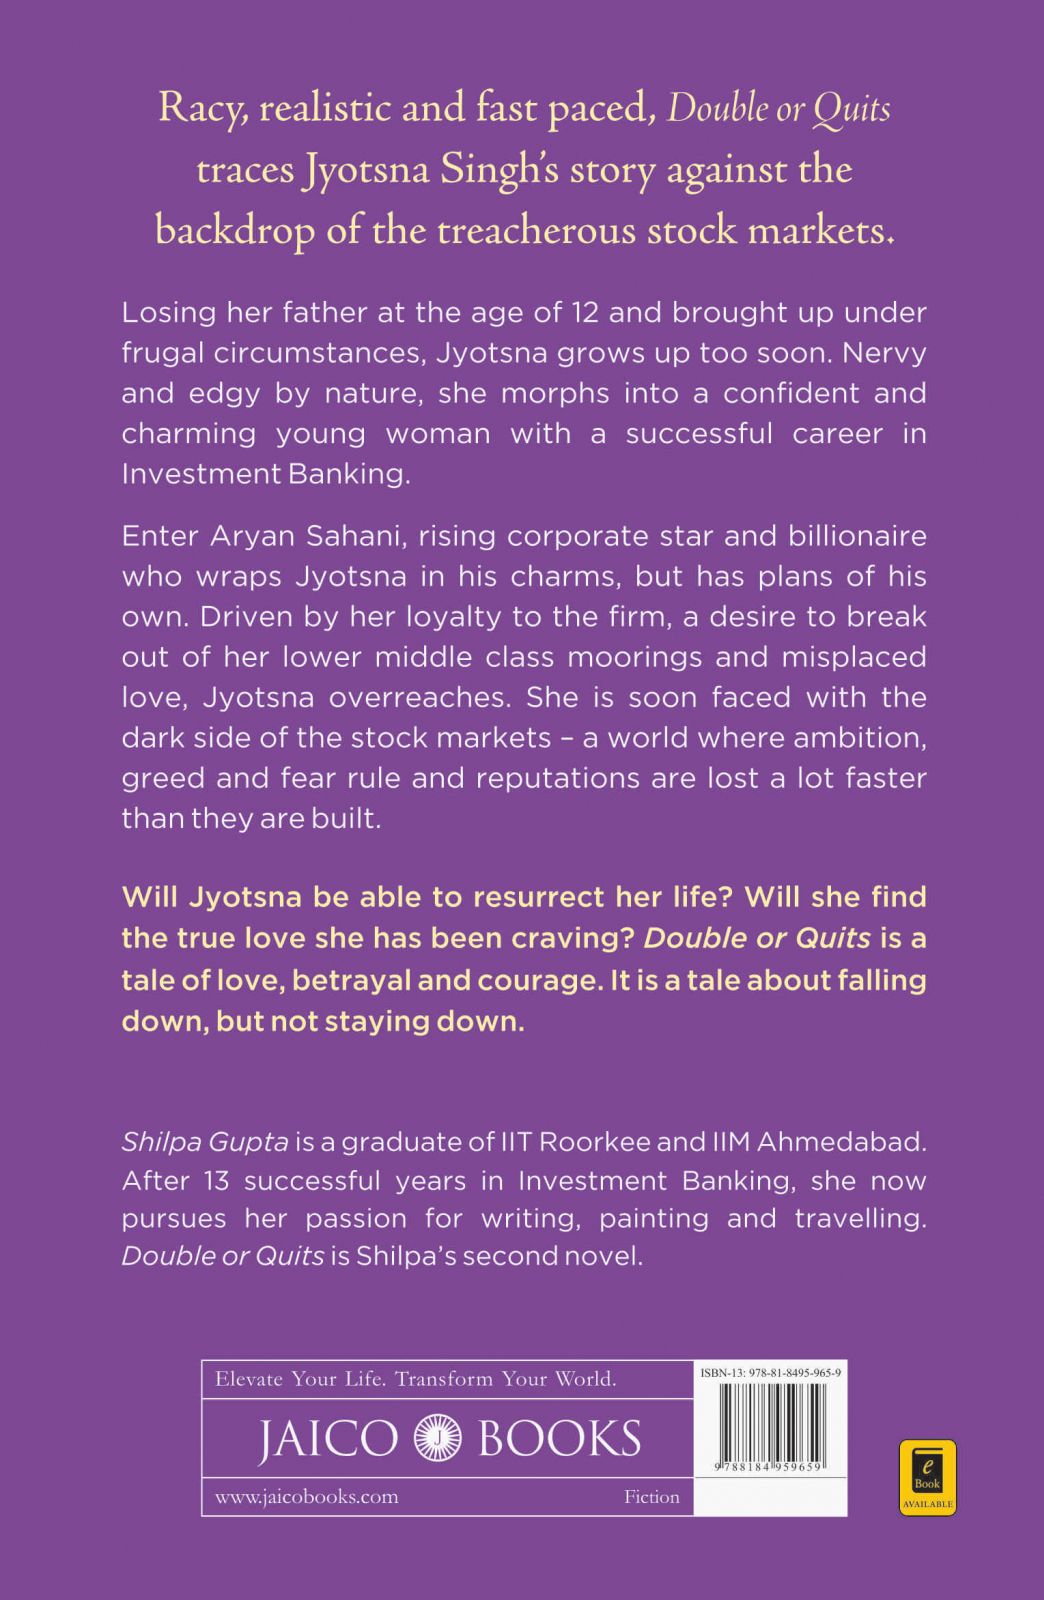 Racy, realistic and fast paced, Double or Quits
traces Jyotsna Singh's story against the
backdrop of the treacherous stock markets.
Losing her father at the age of 12 and brought up under
frugal circumstances, Jyotsna grows up too soon. Nervy
and edgy by nature, she morphs into a confident and
charming young woman with a successful career in
Investment Banking.
Enter Aryan Sahani, rising corporate star and billionaire
who wraps Jyotsna in his charms, but has plans of his
own. Driven by her loyalty to the firm, a desire to break
out of her lower middle class moorings and misplaced
love, Jyotsna overreaches. She is soon faced with the
dark side of the stock markets – a world where ambition,
greed and fear rule and reputations are lost a lot faster
than they are built.
Will Jyotsna be able to resurrect her life? Will she find
the true love she has been craving? Double or Quits is a
tale of love, betrayal and courage. It is a tale about falling
down, but not staying down.
Shilpa Gupta is a graduate of IIT Roorkee and IIM Ahmedabad.
After 13 successful years in Investment Banking, she now
pursues her passion for writing, painting and travelling.
Double or Quits is Shilpa's second novel.
Elevate Your Life. Transform Your World.
JAICO J BOOKS
www.jaicobooks.com Fiction
ISBN-13: 978-81-8495-965-9
9 788184 959659
e
Book
AVAILABLE